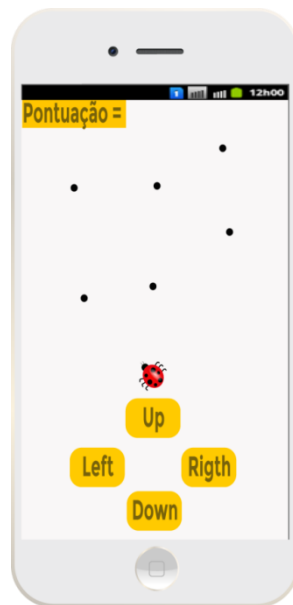 12h00
Pontuação =
Up
Left Rigth
Down